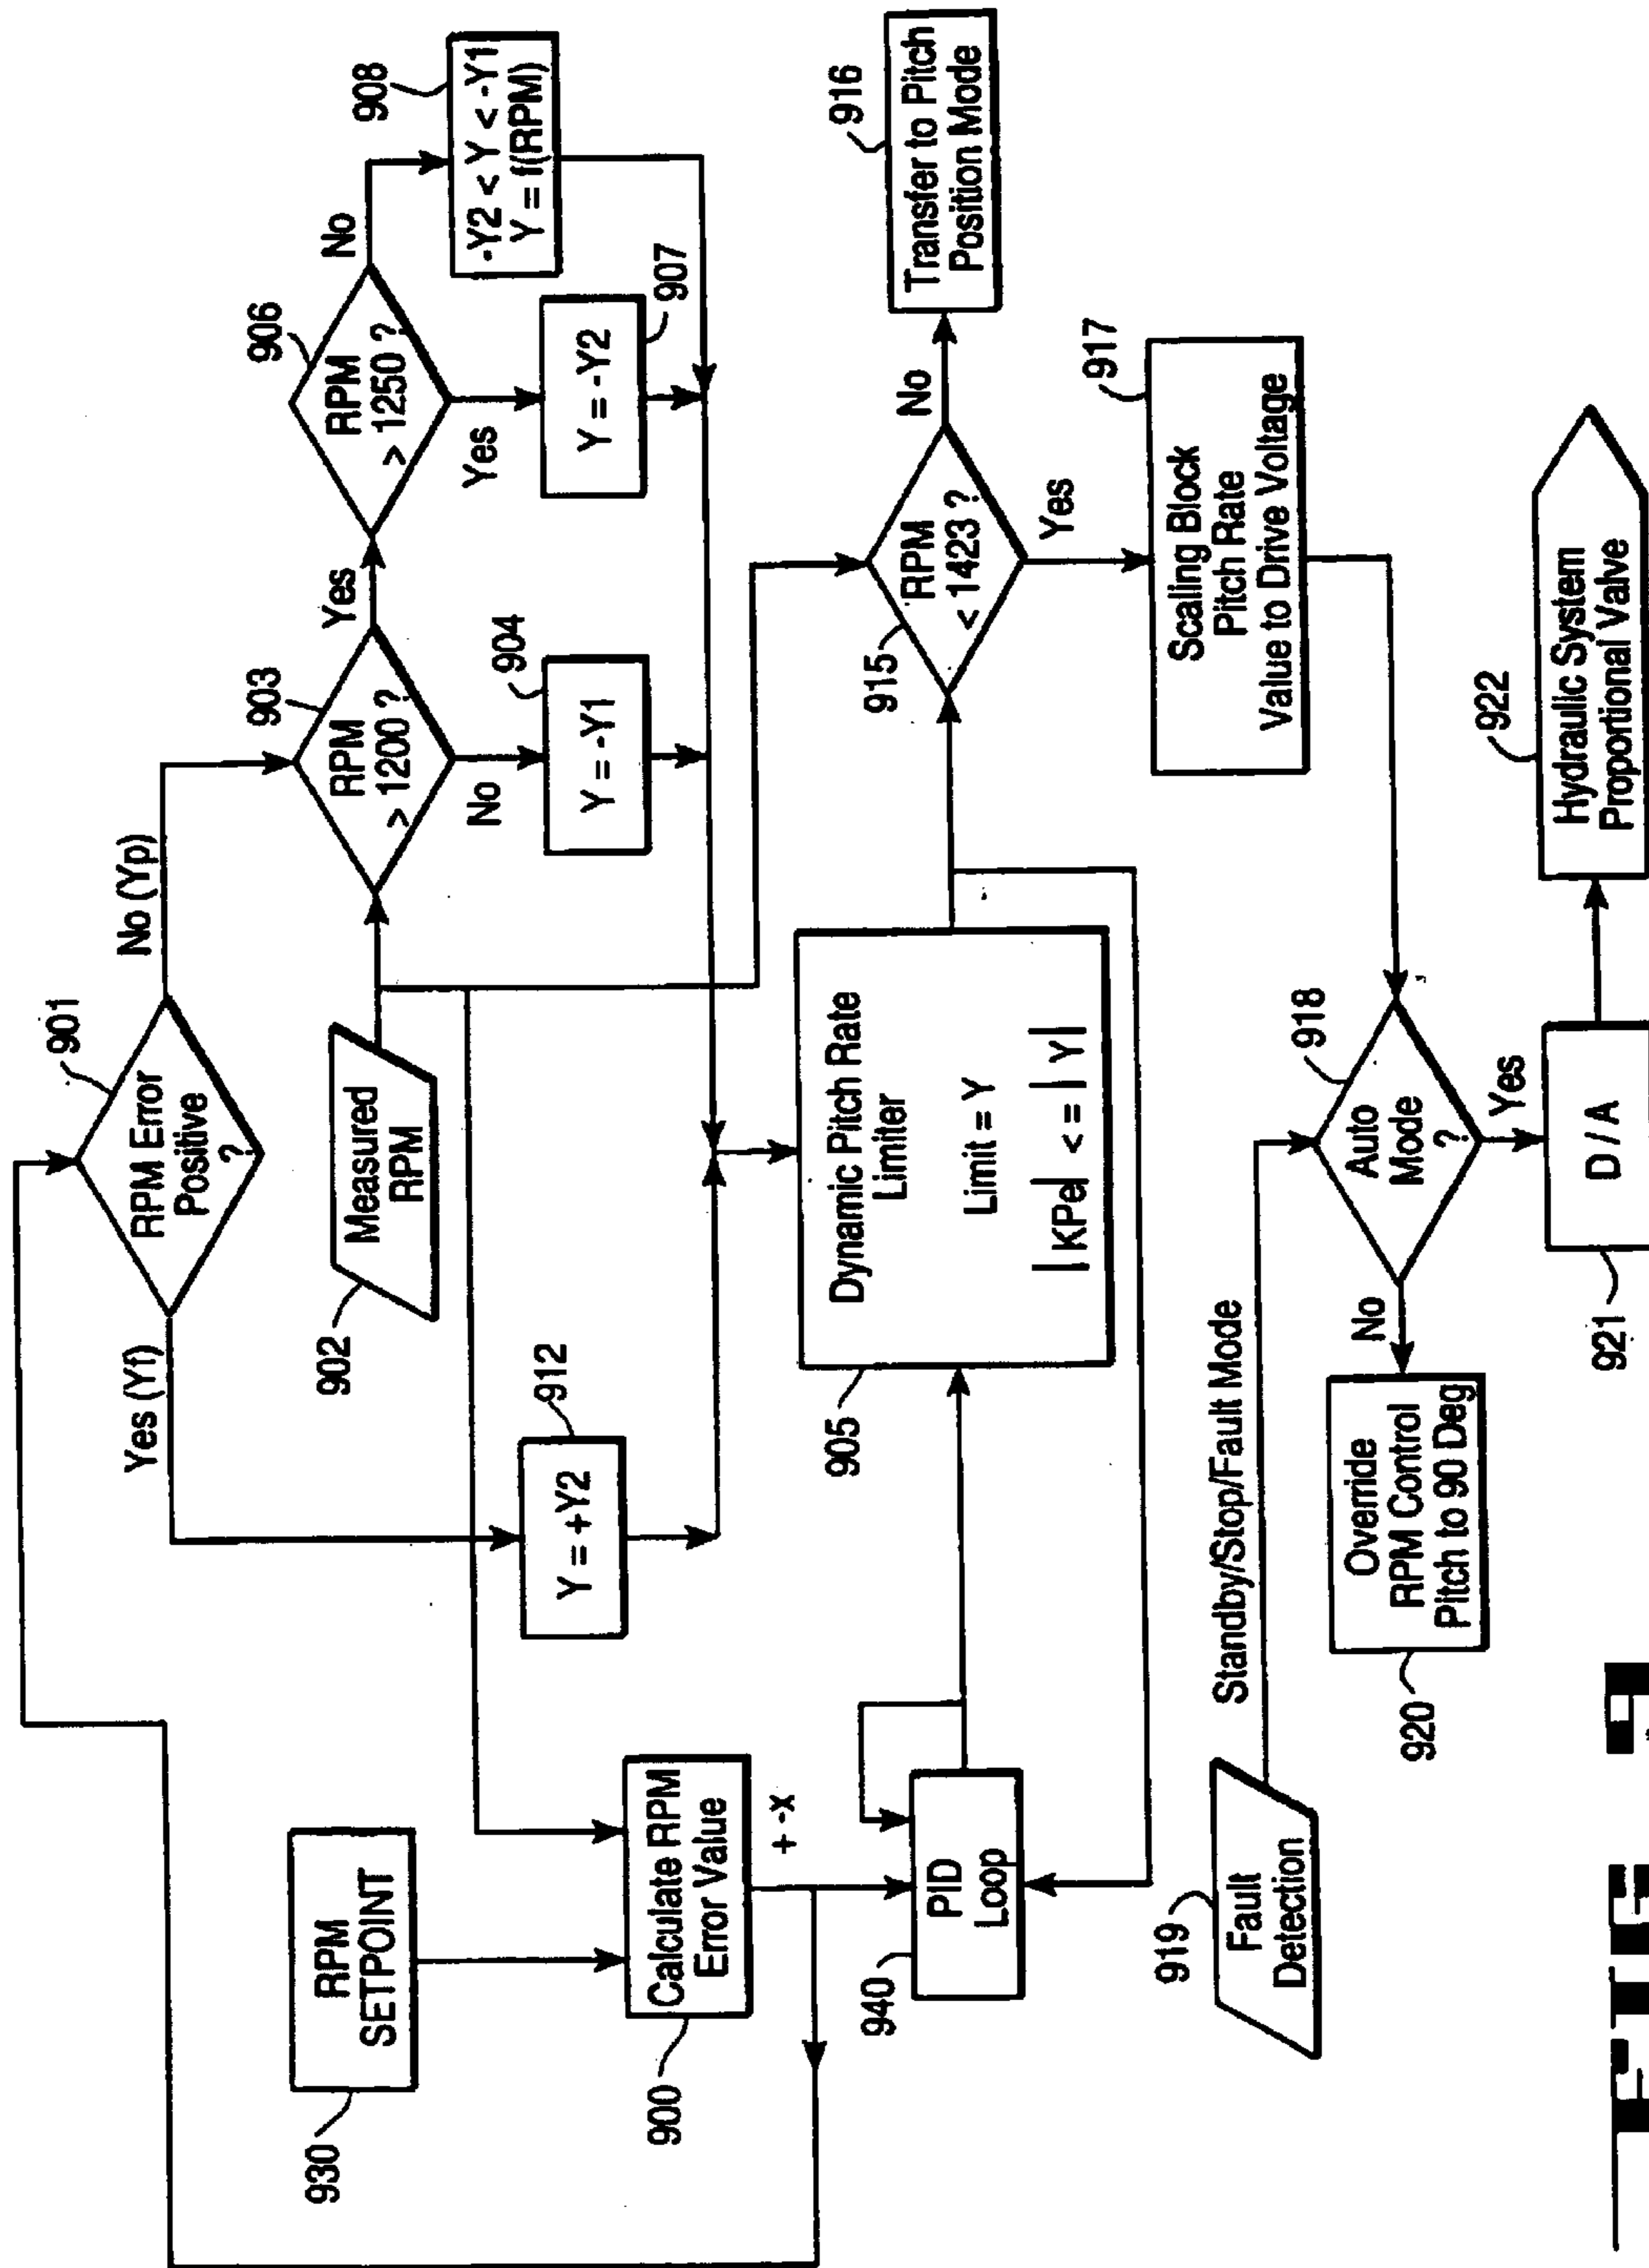 901
RPM Error
Positive
?
Yes (Yf)
No (Yp)
908
-Y2 < Y < -Y1
Y = f(RPM)
906
RPM
> 1250 ?
No
Yes
907
Y = -Y2
903
RPM
> 1200 ?
Yes
No
904
Y = -Y1
902
Measured
RPM
912
Y = +Y2
930
RPM
SETPOINT
900
Calculate RPM
Error Value
+ -x
940
PID
Loop
905
Dynamic Pitch Rate
Limiter
Limit = Y
|KPe| <= | Y |
915
RPM
< 1423 ?
No
Yes
916
Transfer to Pitch
Position Mode
917
Scaling Block
Pitch Rate
Value to Drive Voltage
919
Fault
Detection
Standby/Stop/Fault Mode
918
Auto
Mode
?
No
Yes
920
Override
RPM Control
Pitch to 90 Deg
921
D / A
922
Hydraulic System
Proportional Valve